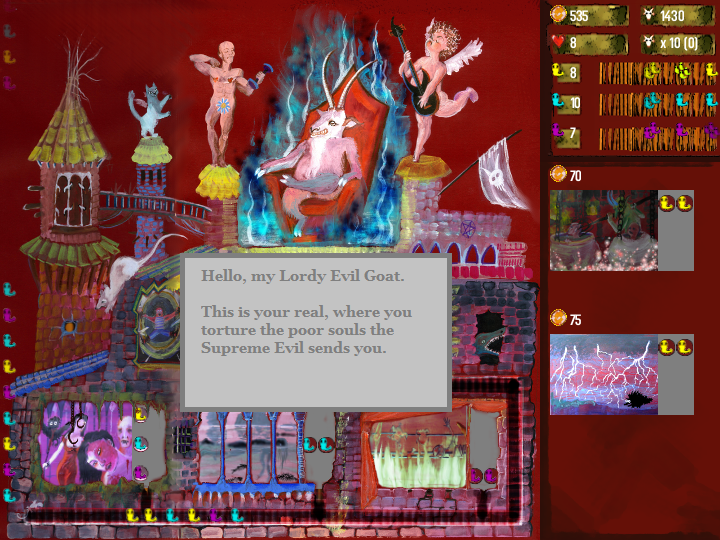 535
1430
8
x 10 (0)
8
10
7
70
75
Hello, my Lordy Evil Goat.
This is your real, where you
torture the poor souls the
Supreme Evil sends you.